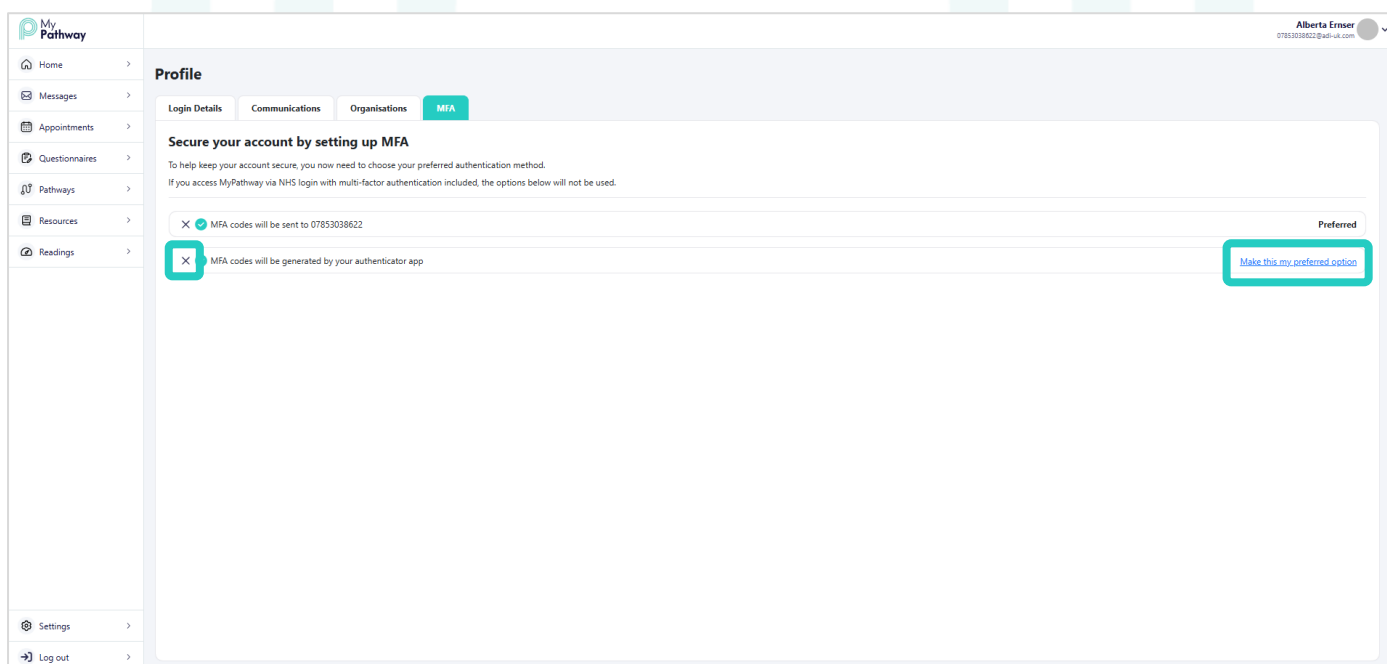 My
Pathway
Alberta Ernser
07853038622@adi-uk.com
Home
Messages
Appointments
Questionnaires
Pathways
Resources
Readings
Settings
Log out
Profile
Login Details
Communications
Organisations
MFA
Secure your account by setting up MFA
To help keep your account secure, you now need to choose your preferred authentication method.
If you access MyPathway via NHS login with multi-factor authentication included, the options below will not be used.
MFA codes will be sent to 07853038622
Preferred
MFA codes will be generated by your authenticator app
Make this my preferred option